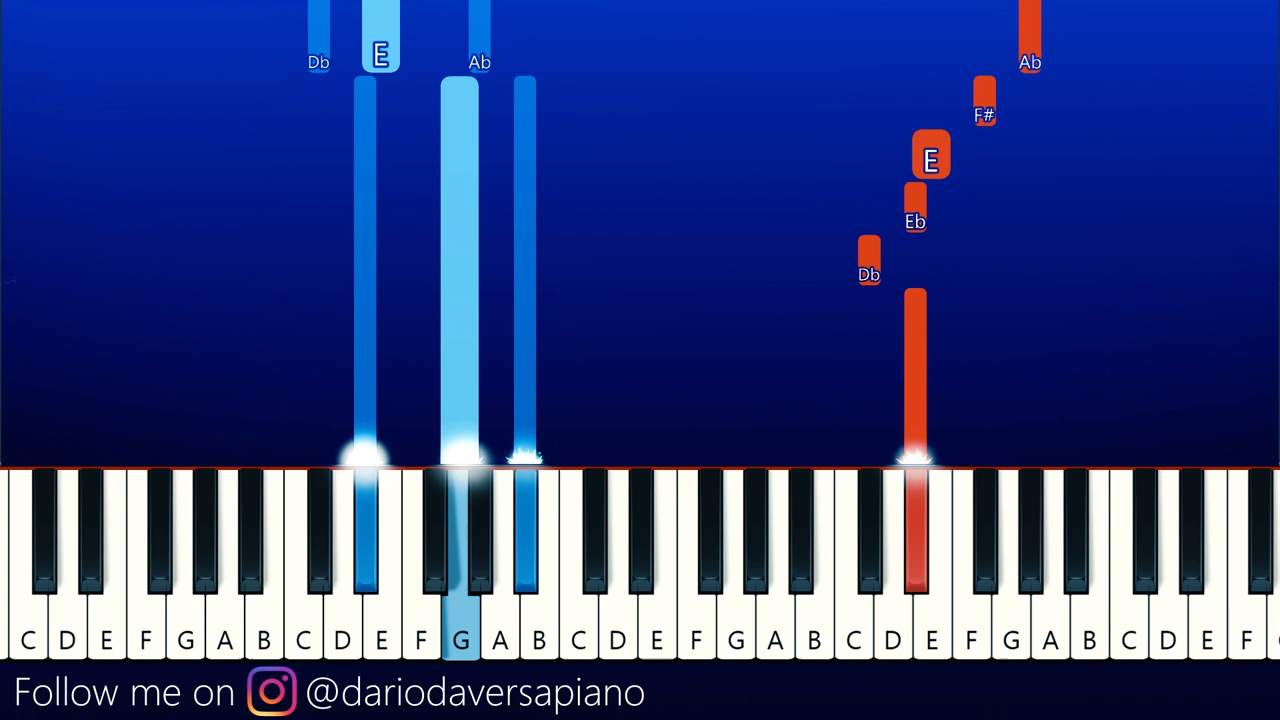 Db E Ab Ab
F#
E
Eb
Db
C D E F G A B C D E F G A B C D E F G A B C D E F G A B C D E F
Follow me on @dariodaversapiano